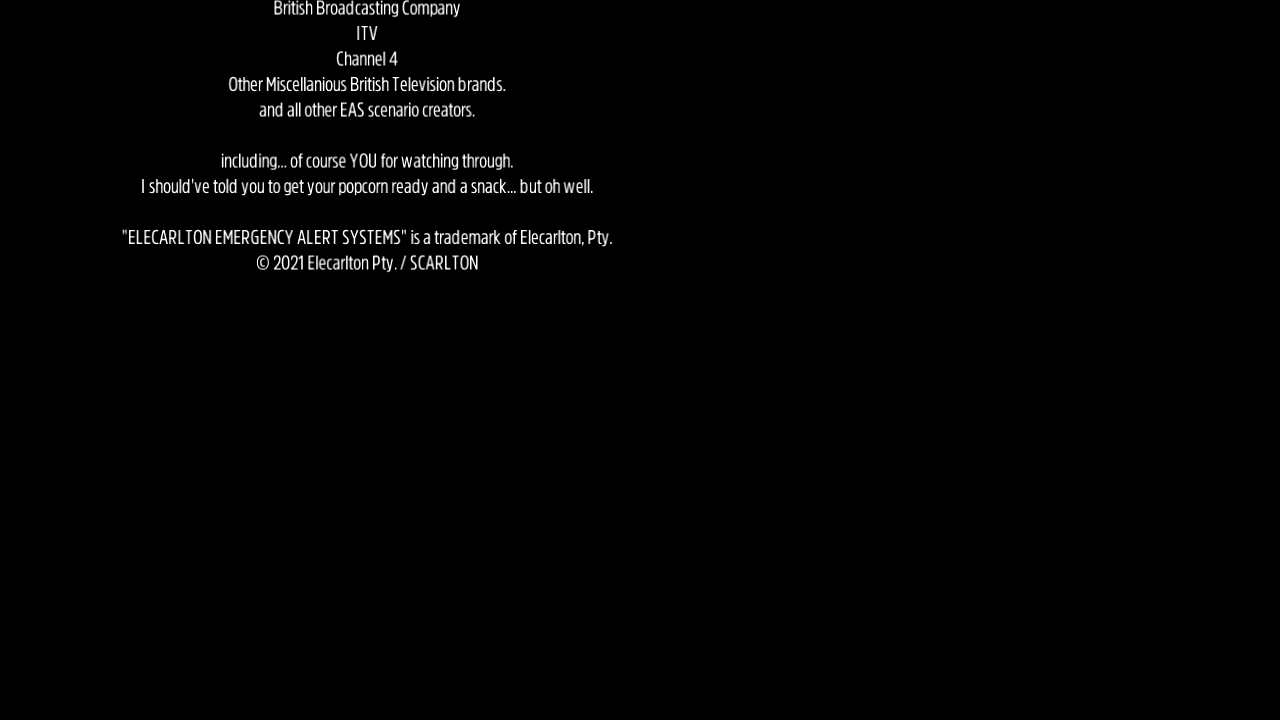 British Broadcasting Company
ITV
Channel 4
Other Miscellanious British Television brands.
and all other EAS scenario creators.
including... of course YOU for watching through.
I should've told you to get your popcorn ready and a snack... but oh well.
"ELECARLTON EMERGENCY ALERT SYSTEMS" is a trademark of Elecarlton, Pty.
© 2021 Elecarlton Pty. / SCARLTON